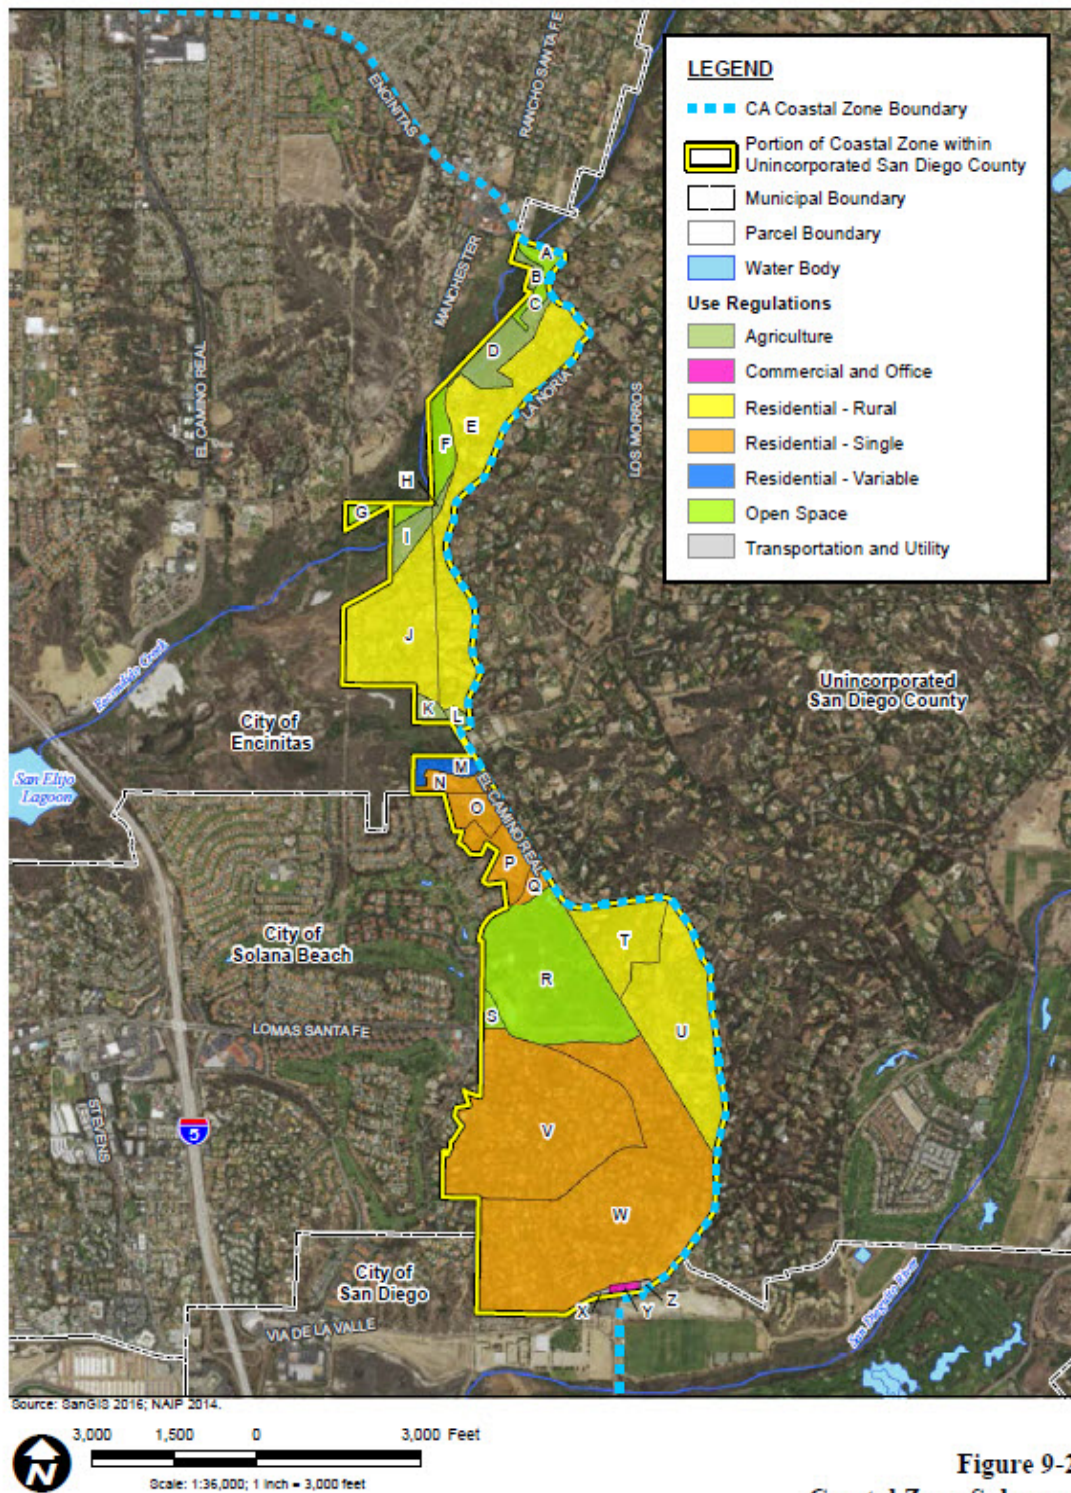 LEGEND
CA Coastal Zone Boundary
Portion of Coastal Zone within
Unincorporated San Diego County
Municipal Boundary
Parcel Boundary
Water Body
Use Regulations
Agriculture
Commercial and Office
Residential - Rural
Residential - Single
Residential - Variable
Open Space
Transportation and Utility
ENCINITAS
RANCHO SANTA FE
MANCHESTER
EL CAMINO REAL
LA NORIA
LOS MORROS
A
B
C
D
E
F
H
G
I
J
K
L
Escondido Creek
City of
Encinitas
Unincorporated
San Diego County
San Elijo
Lagoon
M
N
EL CAMINO REAL
O
P
Q
City of
Solana Beach
T
R
S
U
LOMAS SANTA FE
STEVENS
5
V
W
City of
San Diego
X
Y
Z
VIA DE LA VALLE
San Dieguito River
Source: SanGIS 2016; NAIP 2014.
3,000 1,500 0 3,000 Feet
N
Scale: 1:36,000; 1 inch = 3,000 feet
Figure 9-2